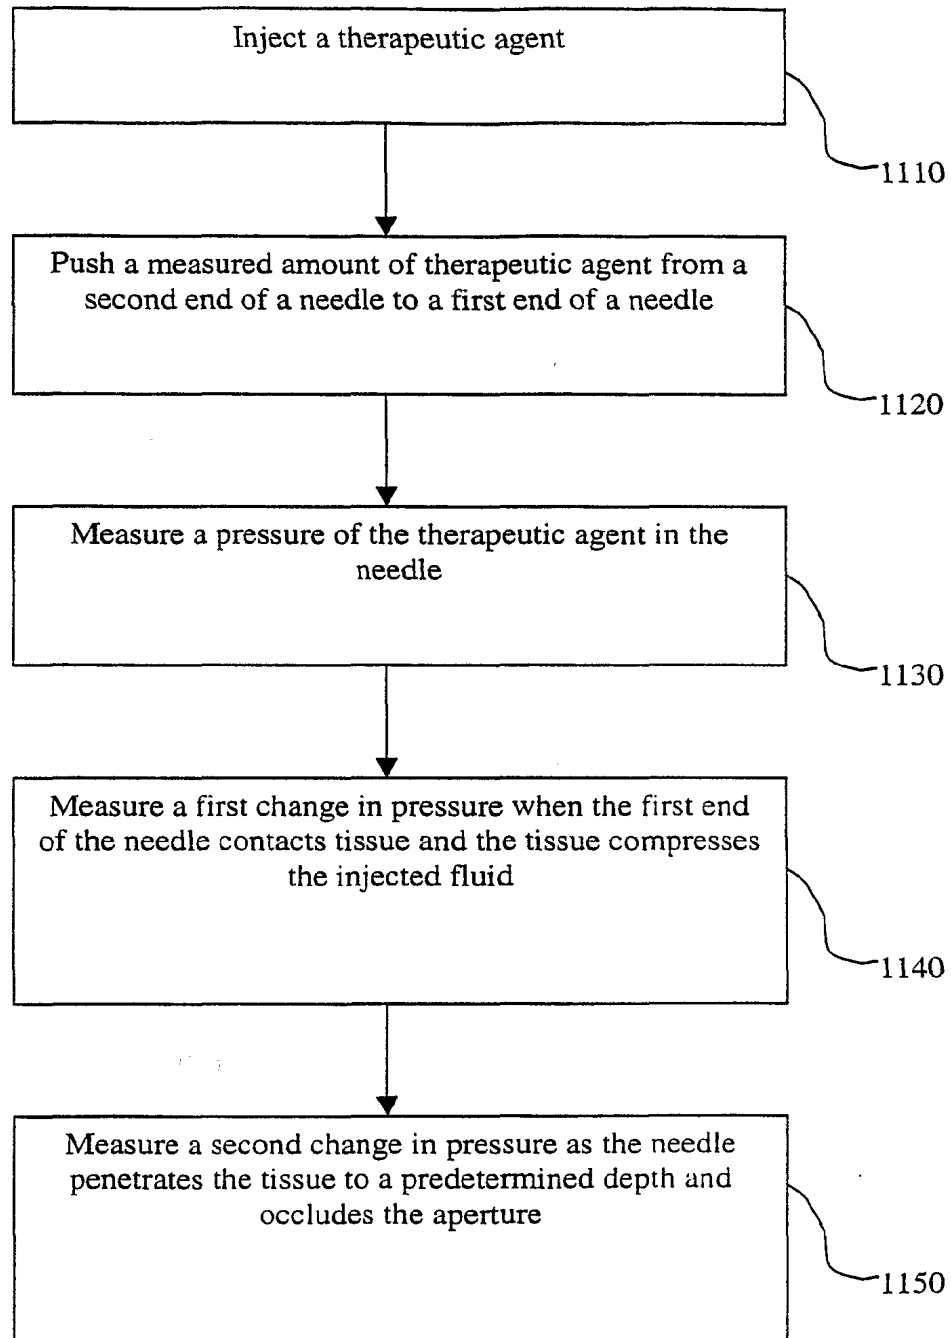 Inject a therapeutic agent
1110
Push a measured amount of therapeutic agent from a
second end of a needle to a first end of a needle
1120
Measure a pressure of the therapeutic agent in the
needle
1130
Measure a first change in pressure when the first end
of the needle contacts tissue and the tissue compresses
the injected fluid
1140
Measure a second change in pressure as the needle
penetrates the tissue to a predetermined depth and
occludes the aperture
1150